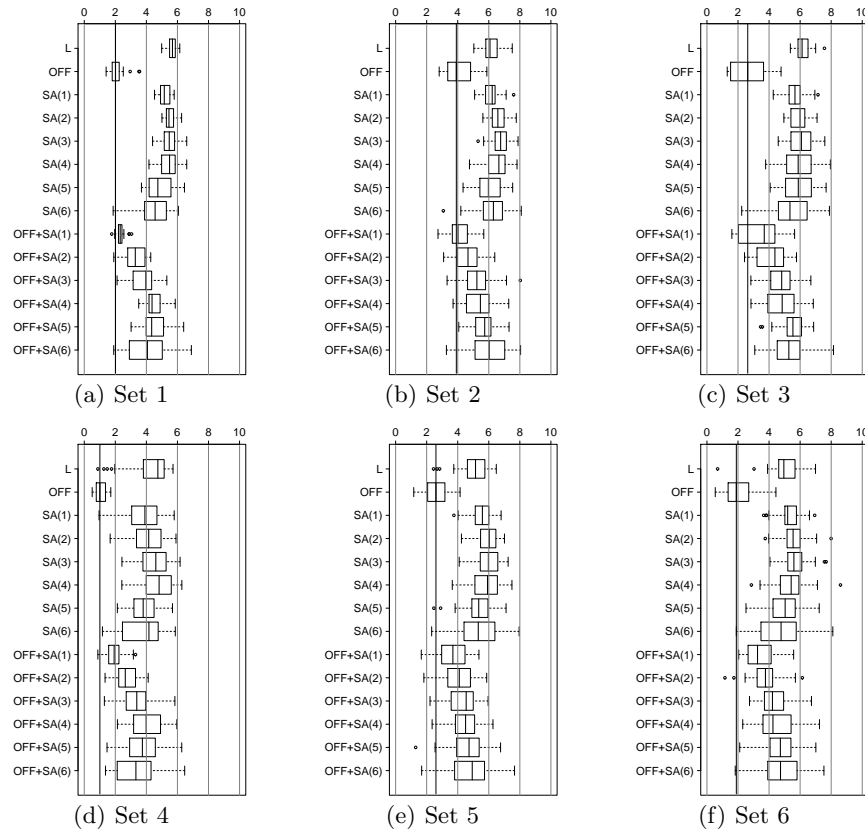 0 2 4 6 8 10
L
OFF
SA(1)
SA(2)
SA(3)
SA(4)
SA(5)
SA(6)
OFF+SA(1)
OFF+SA(2)
OFF+SA(3)
OFF+SA(4)
OFF+SA(5)
OFF+SA(6)
(a) Set 1
0 2 4 6 8 10
L
OFF
SA(1)
SA(2)
SA(3)
SA(4)
SA(5)
SA(6)
OFF+SA(1)
OFF+SA(2)
OFF+SA(3)
OFF+SA(4)
OFF+SA(5)
OFF+SA(6)
(b) Set 2
0 2 4 6 8 10
L
OFF
SA(1)
SA(2)
SA(3)
SA(4)
SA(5)
SA(6)
OFF+SA(1)
OFF+SA(2)
OFF+SA(3)
OFF+SA(4)
OFF+SA(5)
OFF+SA(6)
(c) Set 3
0 2 4 6 8 10
L
OFF
SA(1)
SA(2)
SA(3)
SA(4)
SA(5)
SA(6)
OFF+SA(1)
OFF+SA(2)
OFF+SA(3)
OFF+SA(4)
OFF+SA(5)
OFF+SA(6)
(d) Set 4
0 2 4 6 8 10
L
OFF
SA(1)
SA(2)
SA(3)
SA(4)
SA(5)
SA(6)
OFF+SA(1)
OFF+SA(2)
OFF+SA(3)
OFF+SA(4)
OFF+SA(5)
OFF+SA(6)
(e) Set 5
0 2 4 6 8 10
L
OFF
SA(1)
SA(2)
SA(3)
SA(4)
SA(5)
SA(6)
OFF+SA(1)
OFF+SA(2)
OFF+SA(3)
OFF+SA(4)
OFF+SA(5)
OFF+SA(6)
(f) Set 6